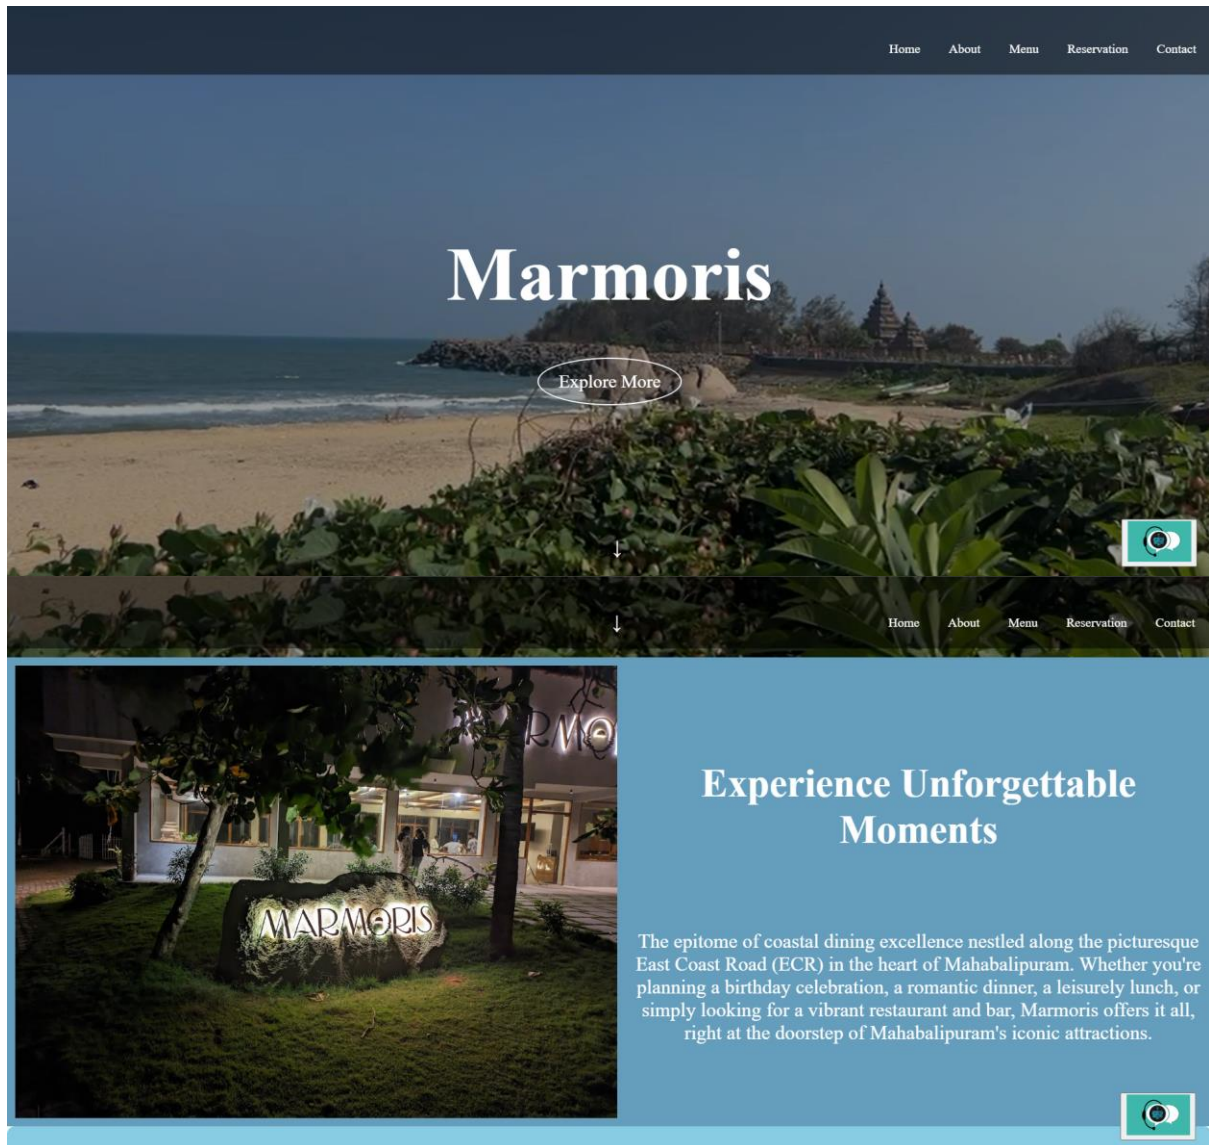 Home About Menu Reservation Contact
Marmoris
Explore More
↓
↓
Home About Menu Reservation Contact
MARMORIS
Experience Unforgettable
Moments
The epitome of coastal dining excellence nestled along the picturesque
East Coast Road (ECR) in the heart of Mahabalipuram. Whether you're
planning a birthday celebration, a romantic dinner, a leisurely lunch, or
simply looking for a vibrant restaurant and bar, Marmoris offers it all,
right at the doorstep of Mahabalipuram's iconic attractions.